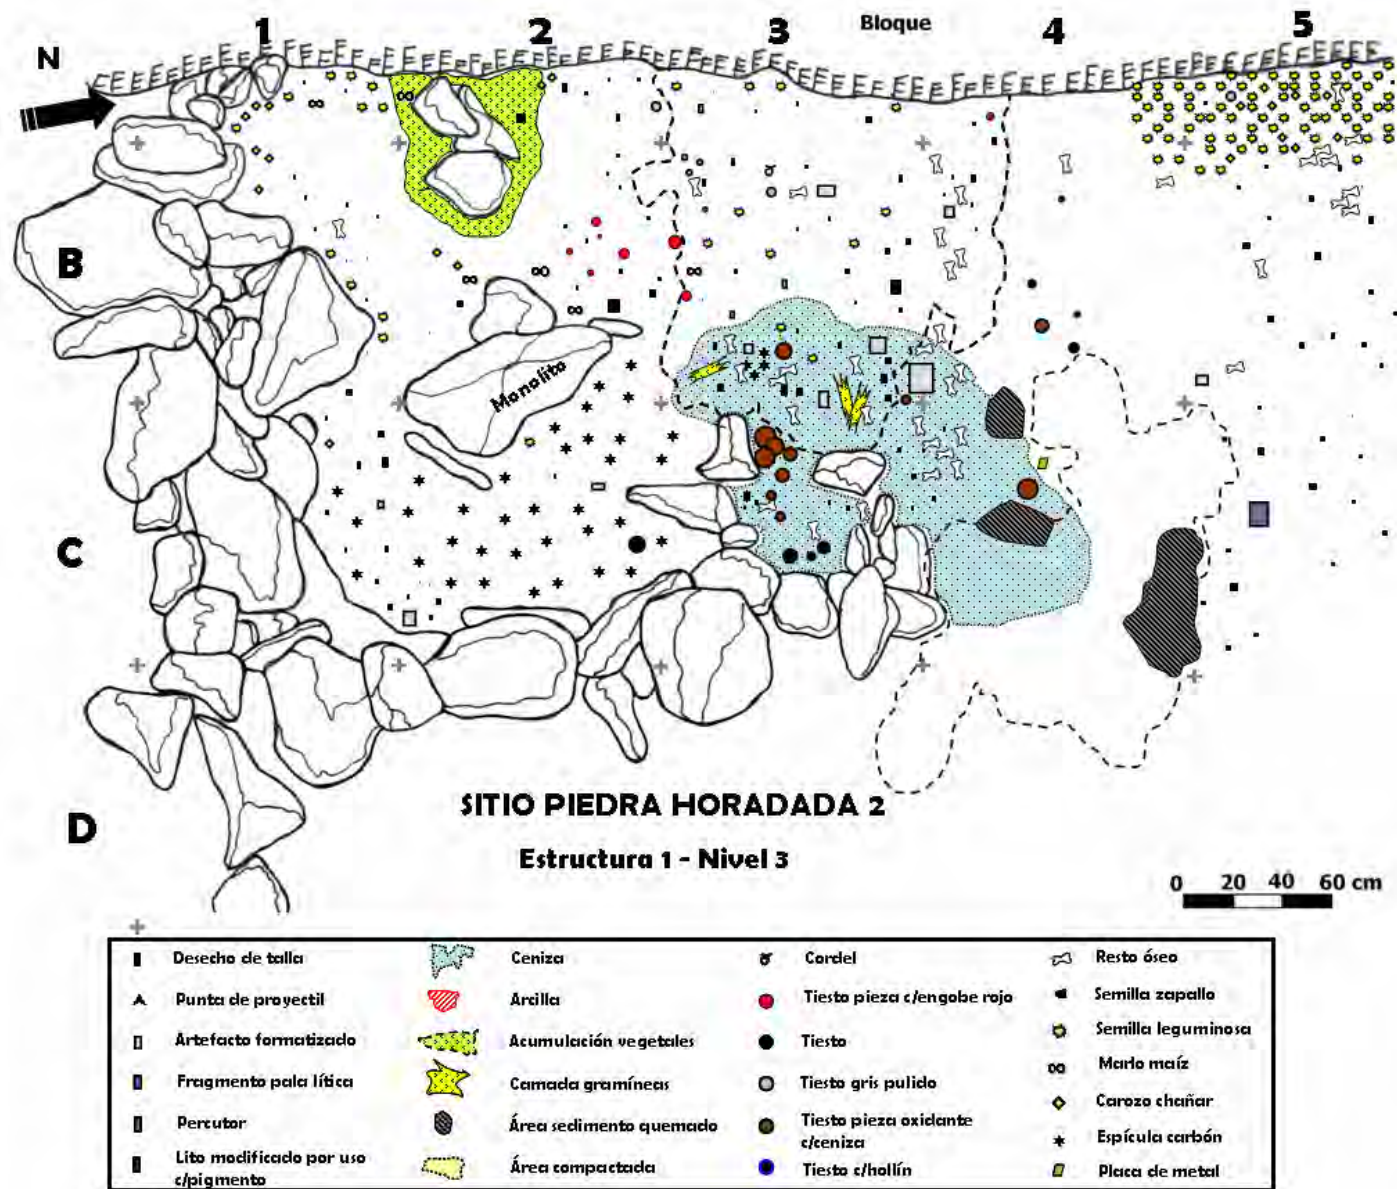 1 2 3 Bloque 4 5
N
B
Monolito
C
SITIO PIEDRA HORADADA 2
D
Estructura 1 - Nivel 3
0 20 40 60 cm
Desecho de talla
Punta de proyectil
Artefacto formatizado
Fragmento pala lítica
Percutor
Lito modificado por uso
c/pigmento
Ceniza
Arcilla
Acumulación vegetales
Camada gramíneas
Área sedimento quemado
Área compactada
Cordel
Tiesto pieza c/engobe rojo
Tiesto
Tiesto gris pulido
Tiesto pieza oxidante
c/ceniza
Tiesto c/hollín
Resto óseo
Semilla zapallo
Semilla leguminosa
Marlo maíz
Carozo chañar
Espícula carbón
Placa de metal